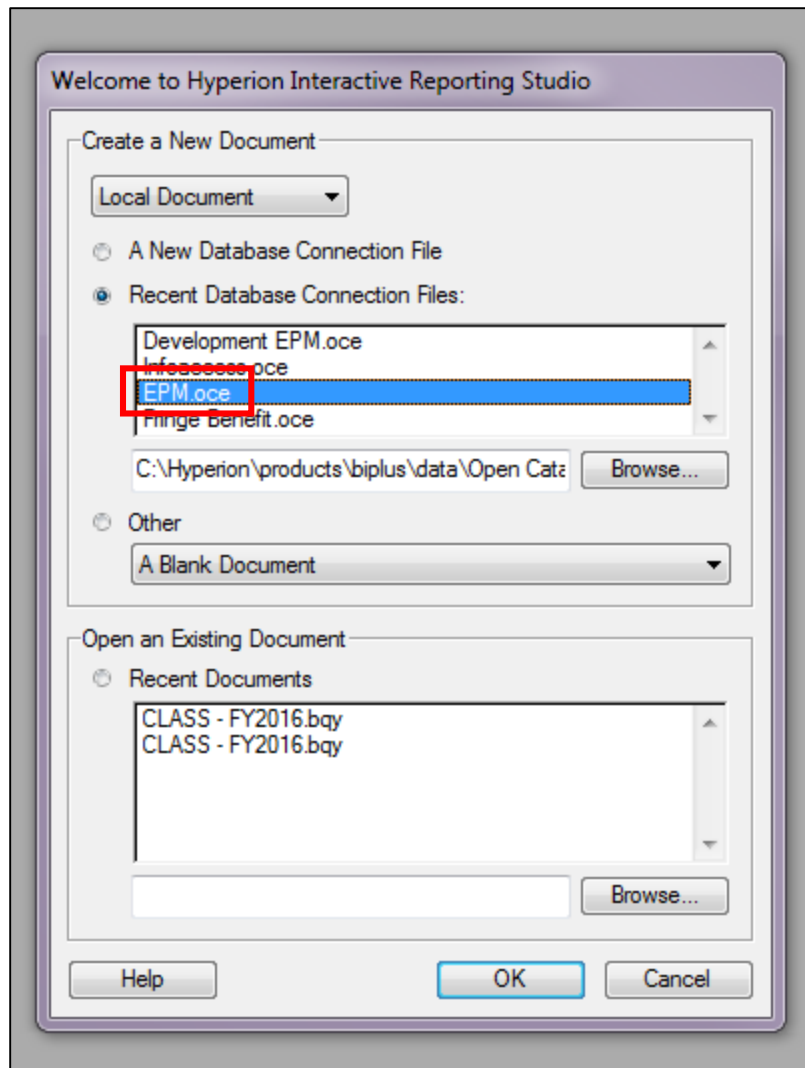 Welcome to Hyperion Interactive Reporting Studio
Create a New Document
Local Document
A New Database Connection File
Recent Database Connection Files:
Development EPM.oce
Infoaccess.oce
EPM.oce
Fringe Benefit.oce
C:\Hyperion\products\biplus\data\Open Cata Browse...
Other
A Blank Document
Open an Existing Document
Recent Documents
CLASS - FY2016.bqy
CLASS - FY2016.bqy
Browse...
Help OK Cancel